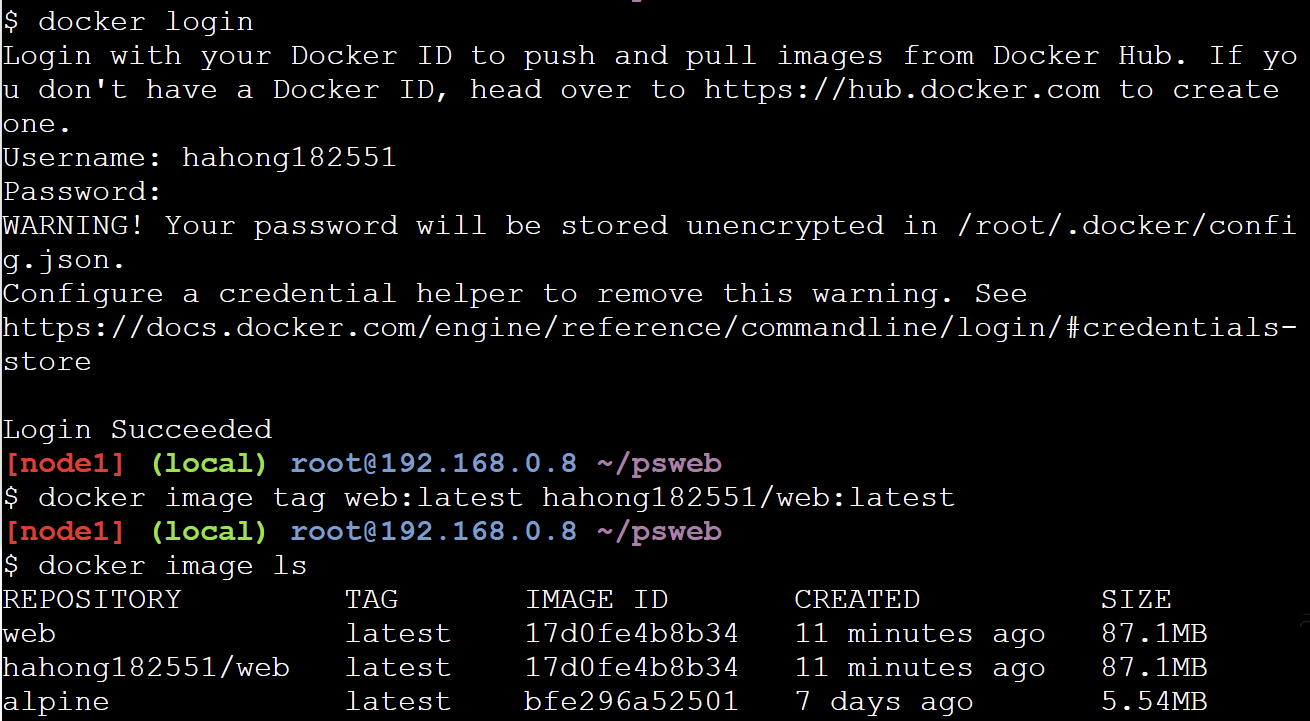 $ docker login
Login with your Docker ID to push and pull images from Docker Hub. If yo
u don't have a Docker ID, head over to https://hub.docker.com to create
one.
Username: hahong182551
Password:
WARNING! Your password will be stored unencrypted in /root/.docker/confi
g.json.
Configure a credential helper to remove this warning. See
https://docs.docker.com/engine/reference/commandline/login/#credentials-
store

Login Succeeded
[node1] (local) root@192.168.0.8 ~/psweb
$ docker image tag web:latest hahong182551/web:latest
[node1] (local) root@192.168.0.8 ~/psweb
$ docker image ls
REPOSITORY TAG IMAGE ID CREATED SIZE
web latest 17d0fe4b8b34 11 minutes ago 87.1MB
hahong182551/web latest 17d0fe4b8b34 11 minutes ago 87.1MB
alpine latest bfe296a52501 7 days ago 5.54MB